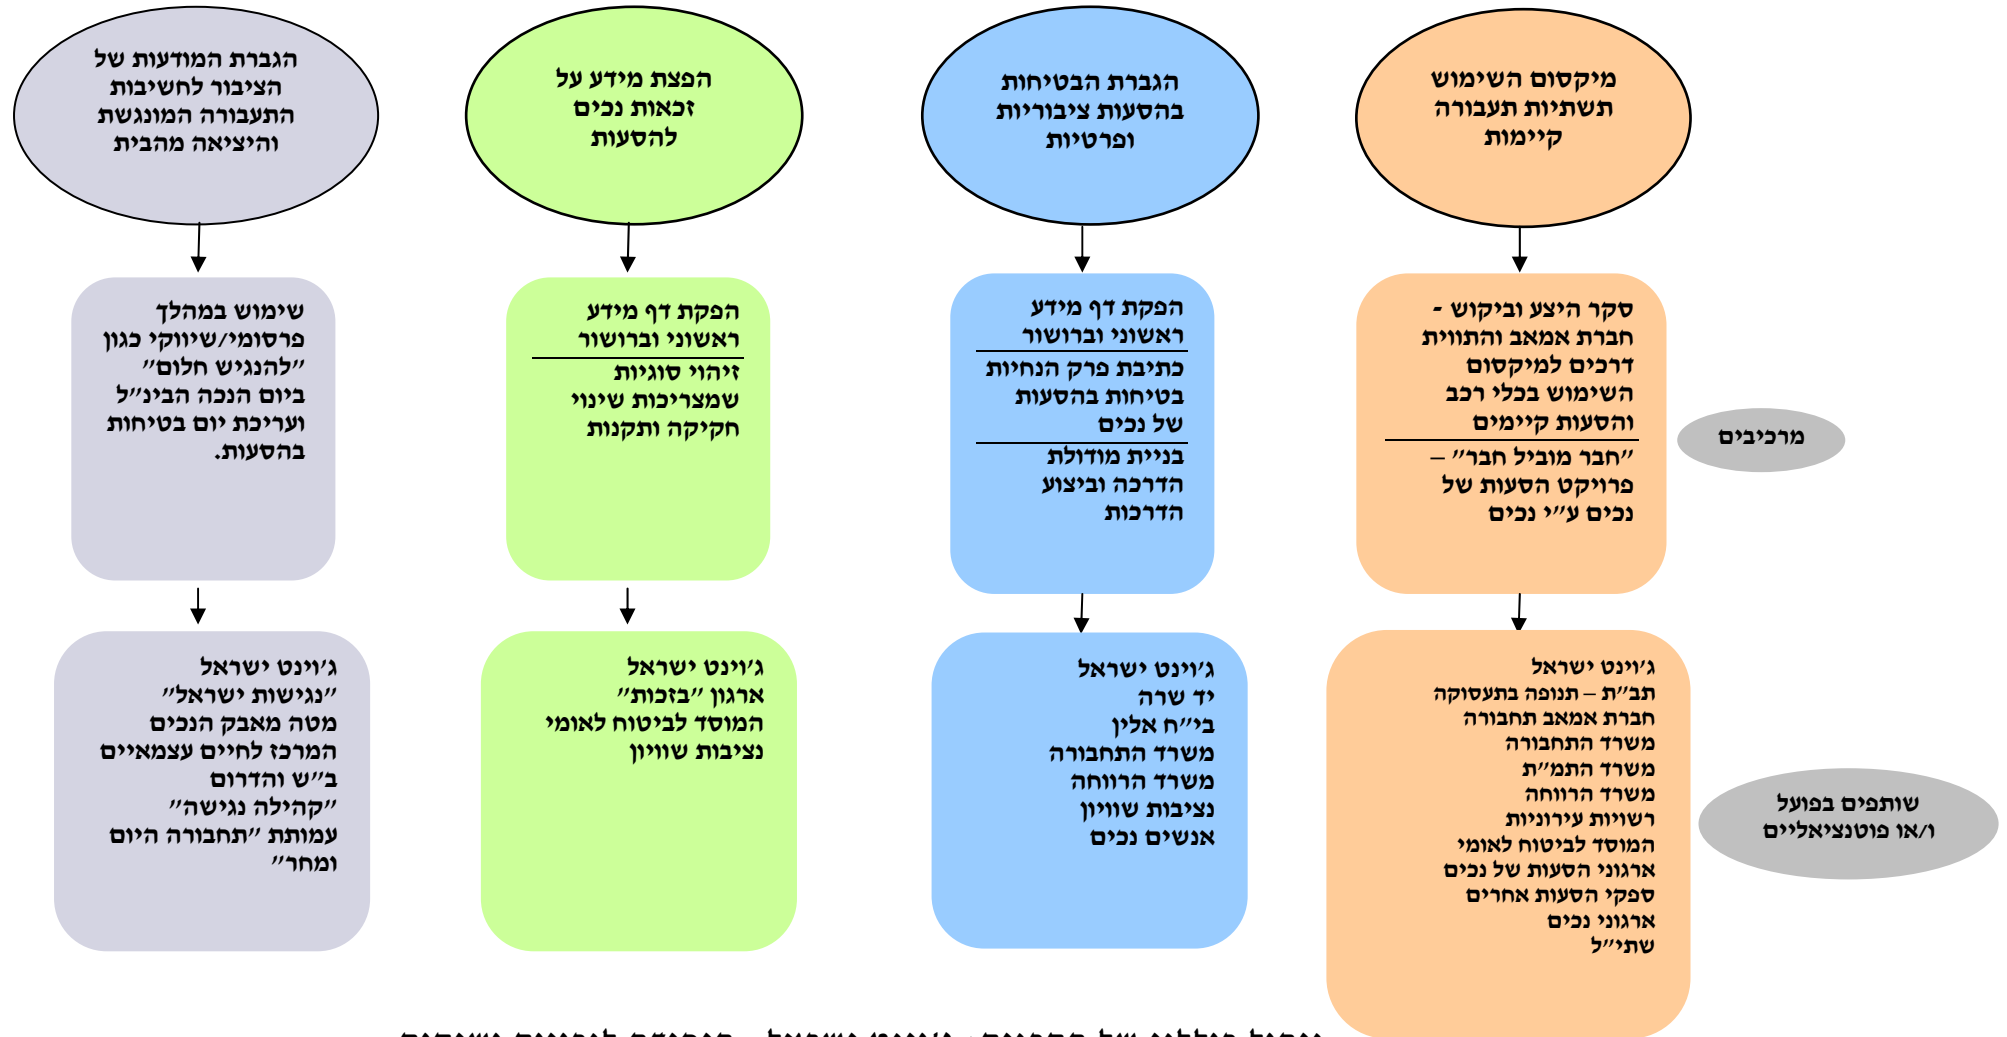 מיקסום השימוש
תשתיות תעבורה
קיימות
הגברת הבטיחות
בהסעות ציבוריות
ופרטיות
הפצת מידע על
זכאות נכים
להסעות
הגברת המודעות של
הציבור לחשיבות
התעבורה המונגשת
והיציאה מהבית
מרכיבים
סקר היצע וביקוש -
חברת אמאב והתווית
דרכים למיקסום
השימוש בכלי רכב
והסעות קיימים
"חבר מוביל חבר" –
פרויקט הסעות של
נכים ע"י נכים
הפקת דף מידע
ראשוני וברושור
כתיבת פרק הנחיות
בטיחות בהסעות
של נכים
בניית מודולת
הדרכה וביצוע
הדרכות
הפקת דף מידע
ראשוני וברושור
זיהוי סוגיות
שמצריכות שינוי
חקיקה ותקנות
שימוש במהלך
פרסומי/שיווקי כגון
"להנגיש חלום"
ביום הנכה הבינ"ל
ועריכת יום בטיחות
בהסעות.
שותפים בפועל
ו/או פוטנציאליים
ג'וינט ישראל
תב"ת – תנופה בתעסוקה
חברת אמאב תחבורה
משרד התחבורה
משרד התמ"ת
משרד הרווחה
רשויות עירוניות
המוסד לביטוח לאומי
ארגוני הסעות של נכים
ספקי הסעות אחרים
ארגוני נכים
שתי"ל
ג'וינט ישראל
יד שרה
בי"ח אלין
משרד התחבורה
משרד הרווחה
נציבות שוויון
אנשים נכים
ג'וינט ישראל
ארגון "בזכות"
המוסד לביטוח לאומי
נציבות שוויון
ג'וינט ישראל
"נגישות ישראל"
מטה מאבק הנכים
המרכז לחיים עצמאיים
ב"ש והדרום
"קהילה נגישה"
עמותת "תחבורה היום
ומחר"